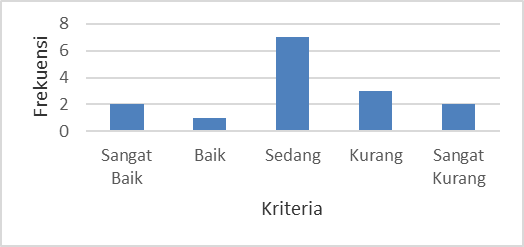 8
6
4
2
0
Frekuensi
Sangat Baik Sedang Kurang Sangat
Baik Kurang
Kriteria